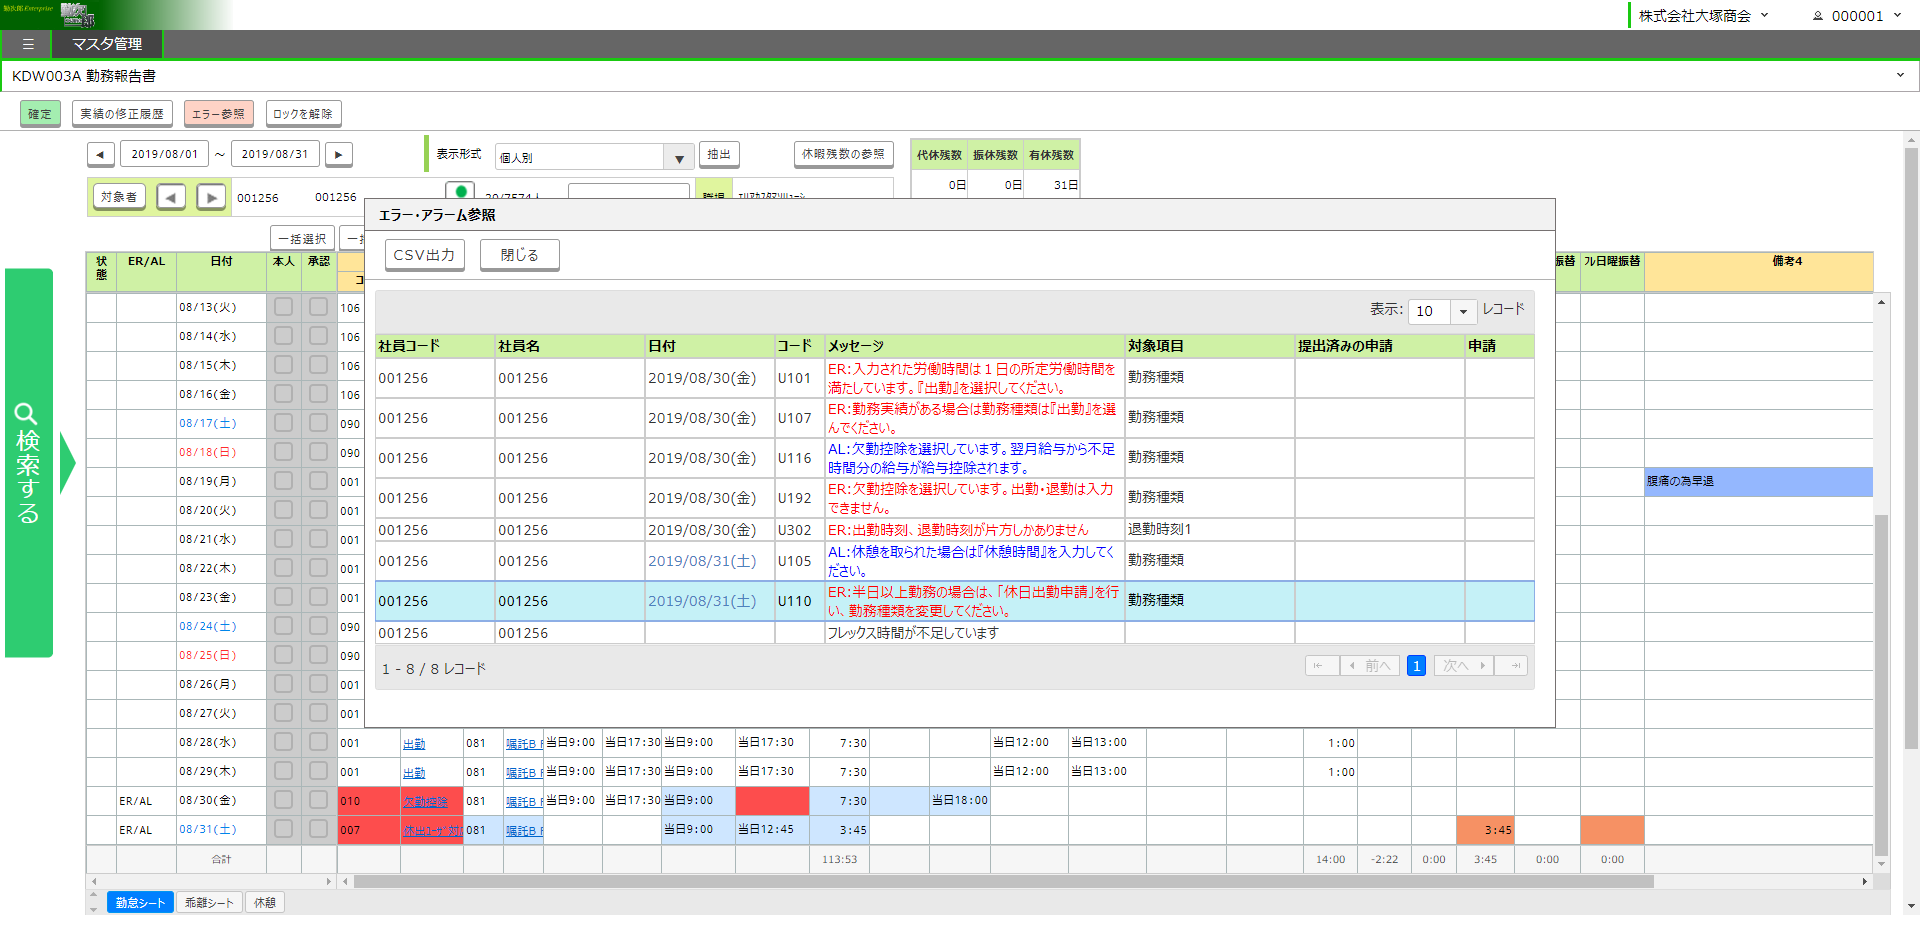 勤次郎Enterprise
株式会社大塚商会
000001
マスタ管理
KDW003A 勤務報告書
確定 実績の修正履歴 エラー参照 ロックを解除
◀ 2019/08/01 ～ 2019/08/31 ▶ 表示形式 個人別 抽出 休暇残数の参照 代休残数 振休残数 有休残数
0日 0日 31日
対象者 ◀ ▶ 001256 001256
一括選択
状態 ER/AL 日付 本人 承認
振替 ﾌﾚ日曜振替 備考4
検索する
エラー・アラーム参照
CSV出力 閉じる
表示: 10 レコード
社員コード 社員名 日付 コード メッセージ 対象項目 提出済みの申請 申請
001256 001256 2019/08/30(金) U101 ER:入力された労働時間は１日の所定労働時間を満たしています。『出勤』を選択してください。 勤務種類
001256 001256 2019/08/30(金) U107 ER:勤務実績がある場合は勤務種類は『出勤』を選んでください。 勤務種類
001256 001256 2019/08/30(金) U116 AL:欠勤控除を選択しています。翌月給与から不足時間分の給与が給与控除されます。 勤務種類
001256 001256 2019/08/30(金) U192 ER:欠勤控除を選択しています。出勤・退勤は入力できません。 勤務種類
001256 001256 2019/08/30(金) U302 ER:出勤時刻、退勤時刻が片方しかありません 退勤時刻1
001256 001256 2019/08/31(土) U105 AL:休憩を取られた場合は『休憩時間』を入力してください。 勤務種類
001256 001256 2019/08/31(土) U110 ER:半日以上勤務の場合は、「休日出勤申請」を行い、勤務種類を変更してください。 勤務種類
001256 001256 フレックス時間が不足しています
1 - 8 / 8 レコード
前へ 1 次へ
08/13(火) 106
08/14(水) 106
08/15(木) 106
08/16(金) 106
08/17(土) 090
08/18(日) 090
08/19(月) 001 腹痛の為早退
08/20(火) 001
08/21(水) 001
08/22(木) 001
08/23(金) 001
08/24(土) 090
08/25(日) 090
08/26(月) 001
08/27(火) 001
08/28(水) 001 出勤 081 嘱託B 当日9:00 当日17:30 当日9:00 当日17:30 7:30 当日12:00 当日13:00 1:00
08/29(木) 001 出勤 081 嘱託B 当日9:00 当日17:30 当日9:00 当日17:30 7:30 当日12:00 当日13:00 1:00
ER/AL 08/30(金) 010 欠勤控除 081 嘱託B 当日9:00 当日17:30 当日9:00 7:30 当日18:00
ER/AL 08/31(土) 007 休出ﾕｰｻﾞ対 081 嘱託B 当日9:00 当日12:45 3:45 3:45
合計 113:53 14:00 -2:22 0:00 3:45 0:00 0:00
勤怠シート 乖離シート 休憩